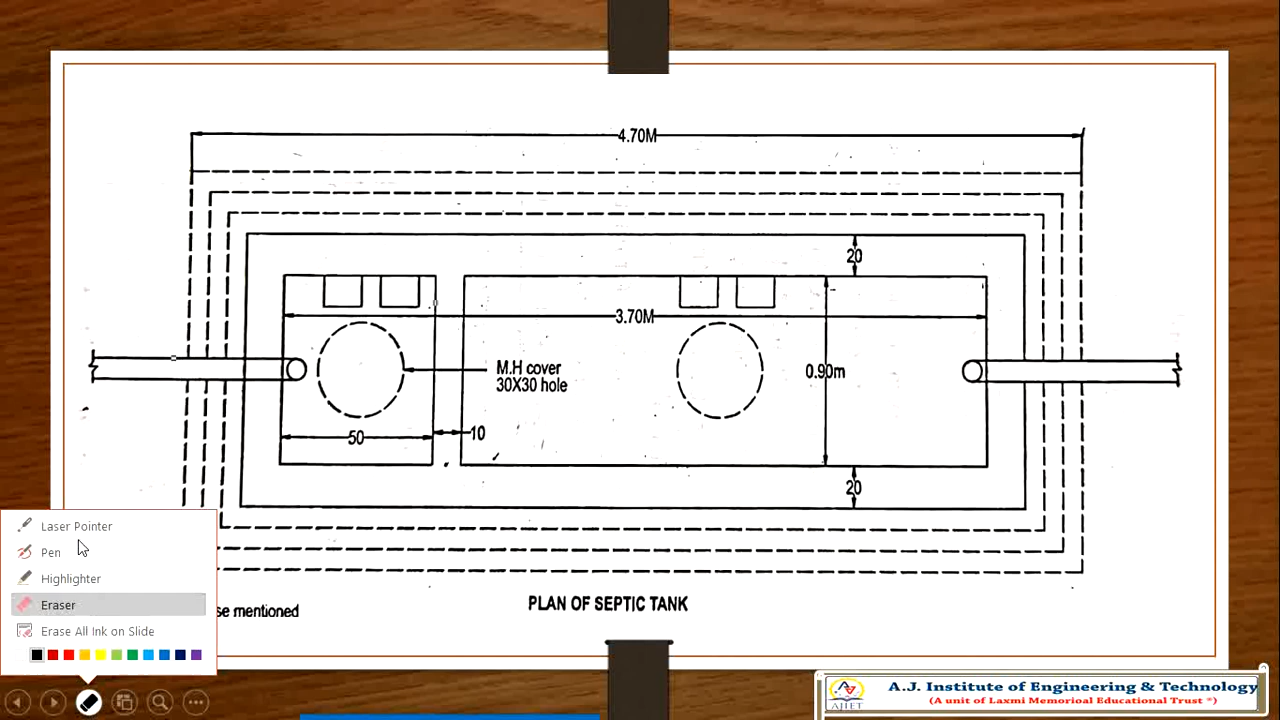 4.70M
20
3.70M
M.H cover
30X30 hole
0.90m
50
10
20
Laser Pointer
Pen
Highlighter
Eraser
Erase All Ink on Slide
se mentioned
PLAN OF SEPTIC TANK
AJIET
A.J. Institute of Engineering & Technology
(A unit of Laxmi Memorioal Educational Trust *)